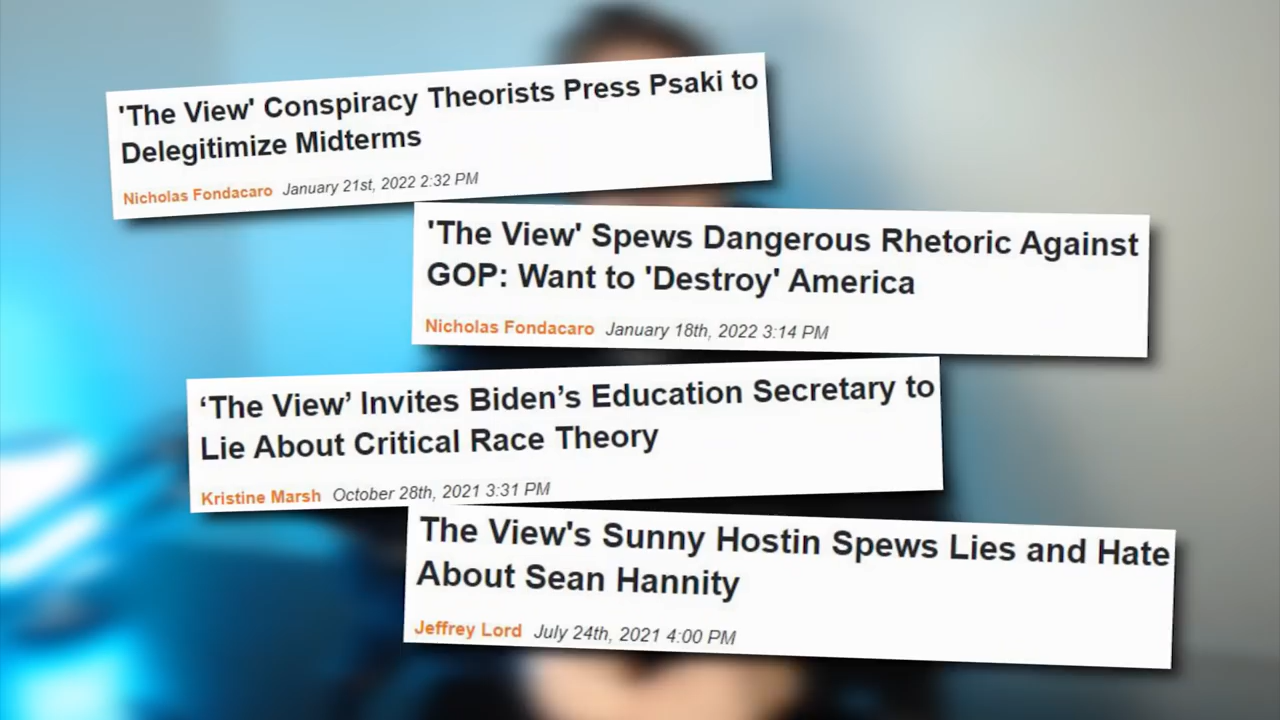 'The View' Conspiracy Theorists Press Psaki to
Delegitimize Midterms
Nicholas Fondacaro January 21st, 2022 2:32 PM
'The View' Spews Dangerous Rhetoric Against
GOP: Want to 'Destroy' America
Nicholas Fondacaro January 18th, 2022 3:14 PM
‘The View’ Invites Biden’s Education Secretary to
Lie About Critical Race Theory
Kristine Marsh October 28th, 2021 3:31 PM
The View's Sunny Hostin Spews Lies and Hate
About Sean Hannity
Jeffrey Lord July 24th, 2021 4:00 PM